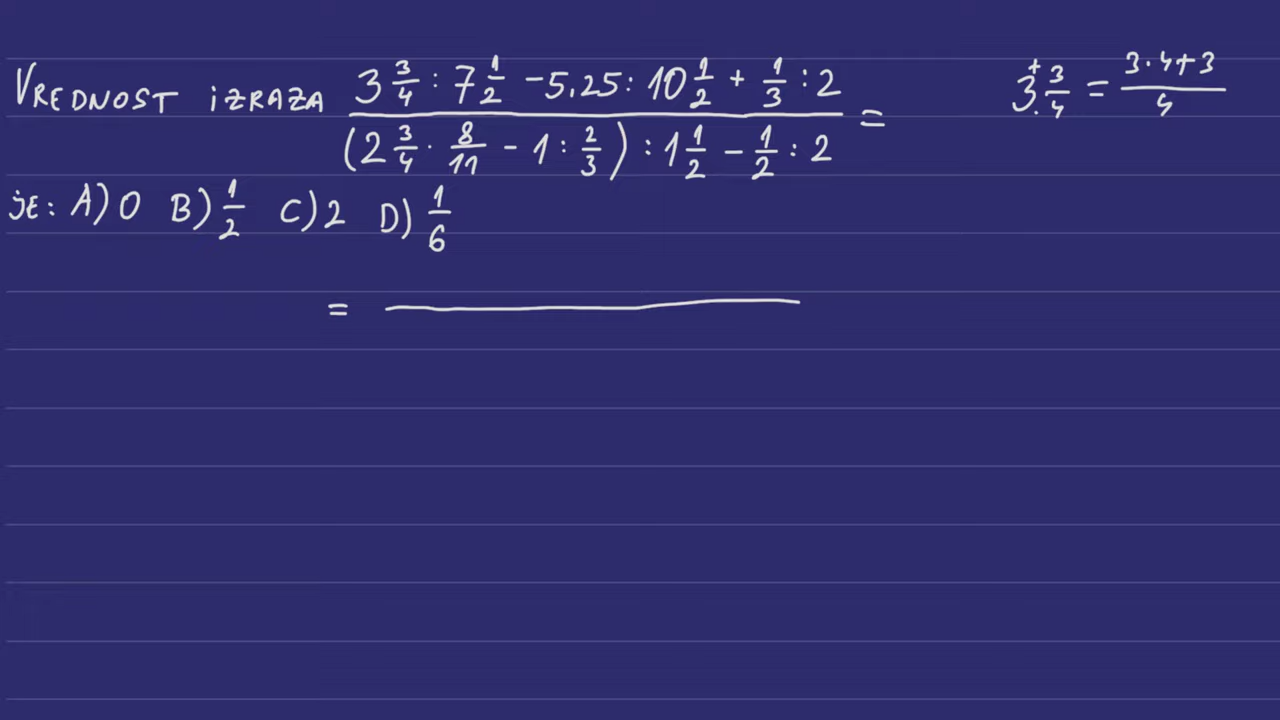 VREDNOST IZRAZA (3 3/4 : 7 1/2 - 5.25 : 10 1/2 + 1/3 : 2) / ((2 3/4 · 8/11 - 1 : 2/3) : 1 1/2 - 1/2 : 2) =
JE: A) 0 B) 1/2 C) 2 D) 1/6
=
3 3/4 = (3·4+3)/4
+
·